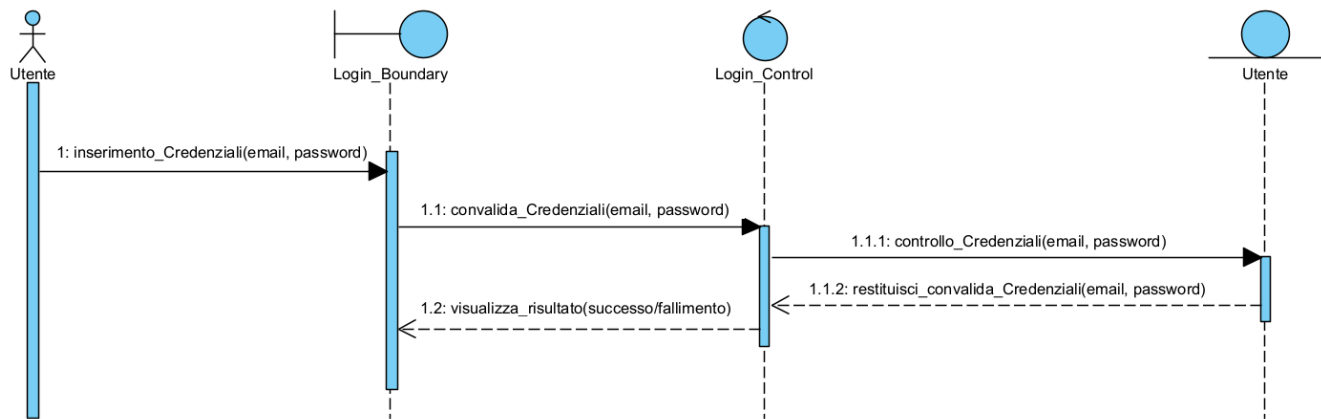 Utente
Login_Boundary
Login_Control
Utente
1: inserimento_Credenziali(email, password)
1.1: convalida_Credenziali(email, password)
1.1.1: controllo_Credenziali(email, password)
1.1.2: restituisci_convalida_Credenziali(email, password)
1.2: visualizza_risultato(successo/fallimento)